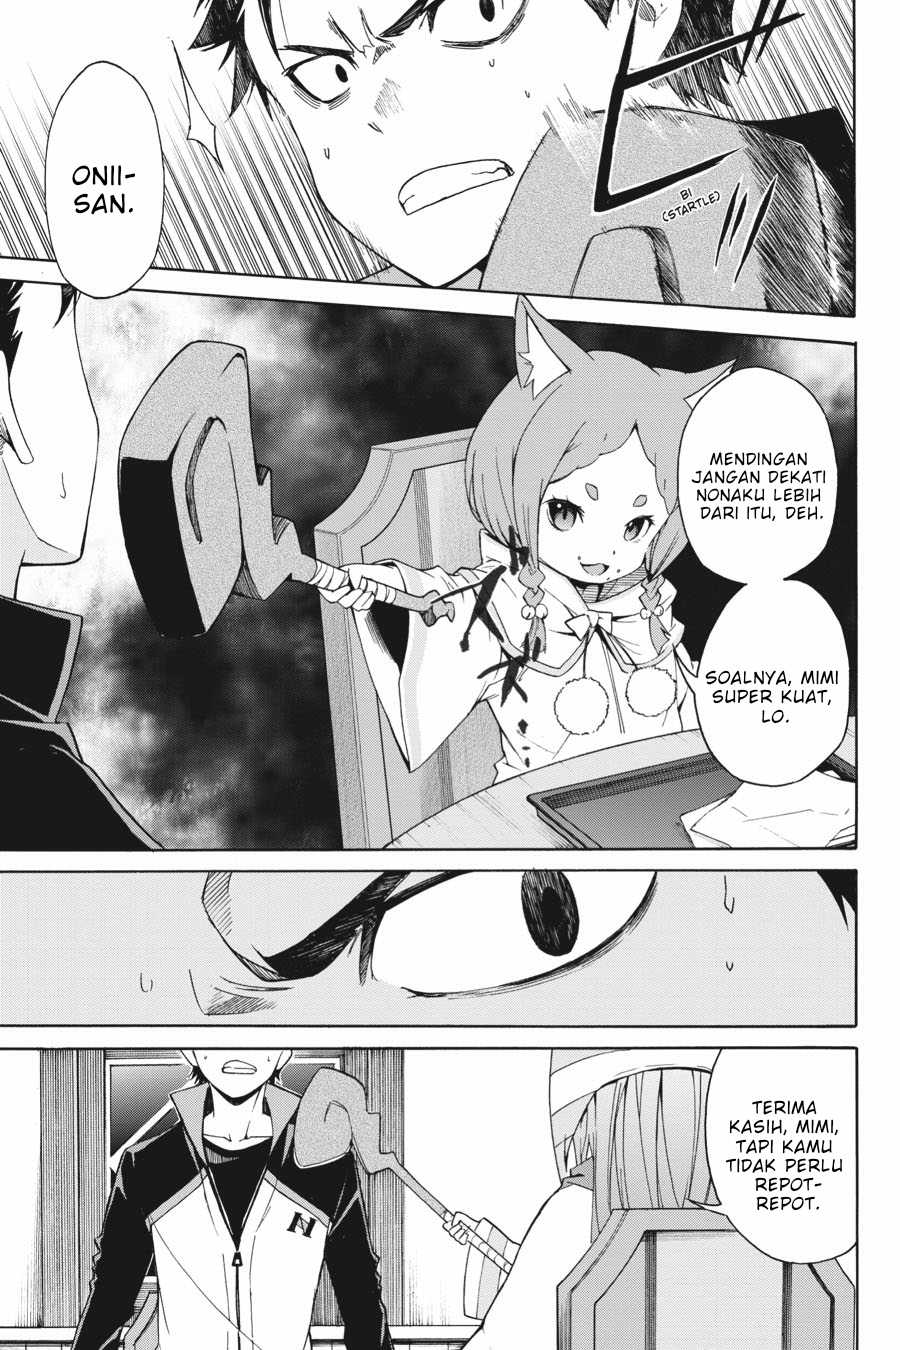 ONII-
SAN.
BI
(STARTLE)
MENDINGAN
JANGAN DEKATI
NONAKU LEBIH
DARI ITU, DEH.
SOALNYA, MIMI
SUPER KUAT,
LO.
TERIMA
KASIH, MIMI,
TAPI KAMU
TIDAK PERLU
REPOT-
REPOT.